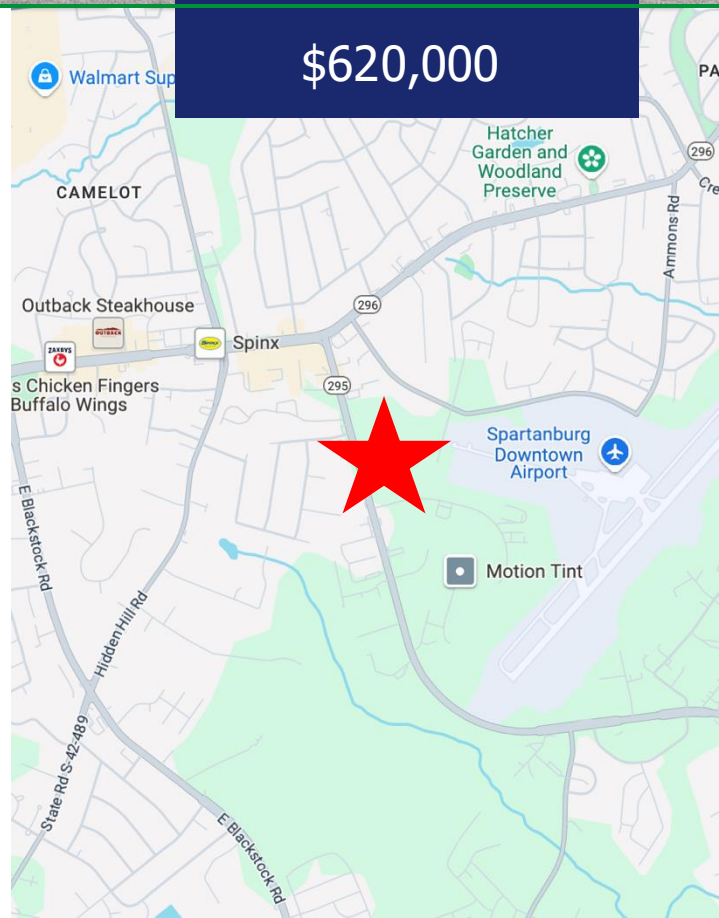 $620,000
Walmart Sup
PA
Hatcher
Garden and
Woodland
Preserve
296
Cre
CAMELOT
Ammons Rd
Outback Steakhouse
OUTBACK
296
ZAXBYS
Spinx
s Chicken Fingers
Buffalo Wings
295
Spartanburg
Downtown
Airport
E Blackstock Rd
Motion Tint
Hidden Hill Rd
State Rd S-42-489
E Blackstock Rd